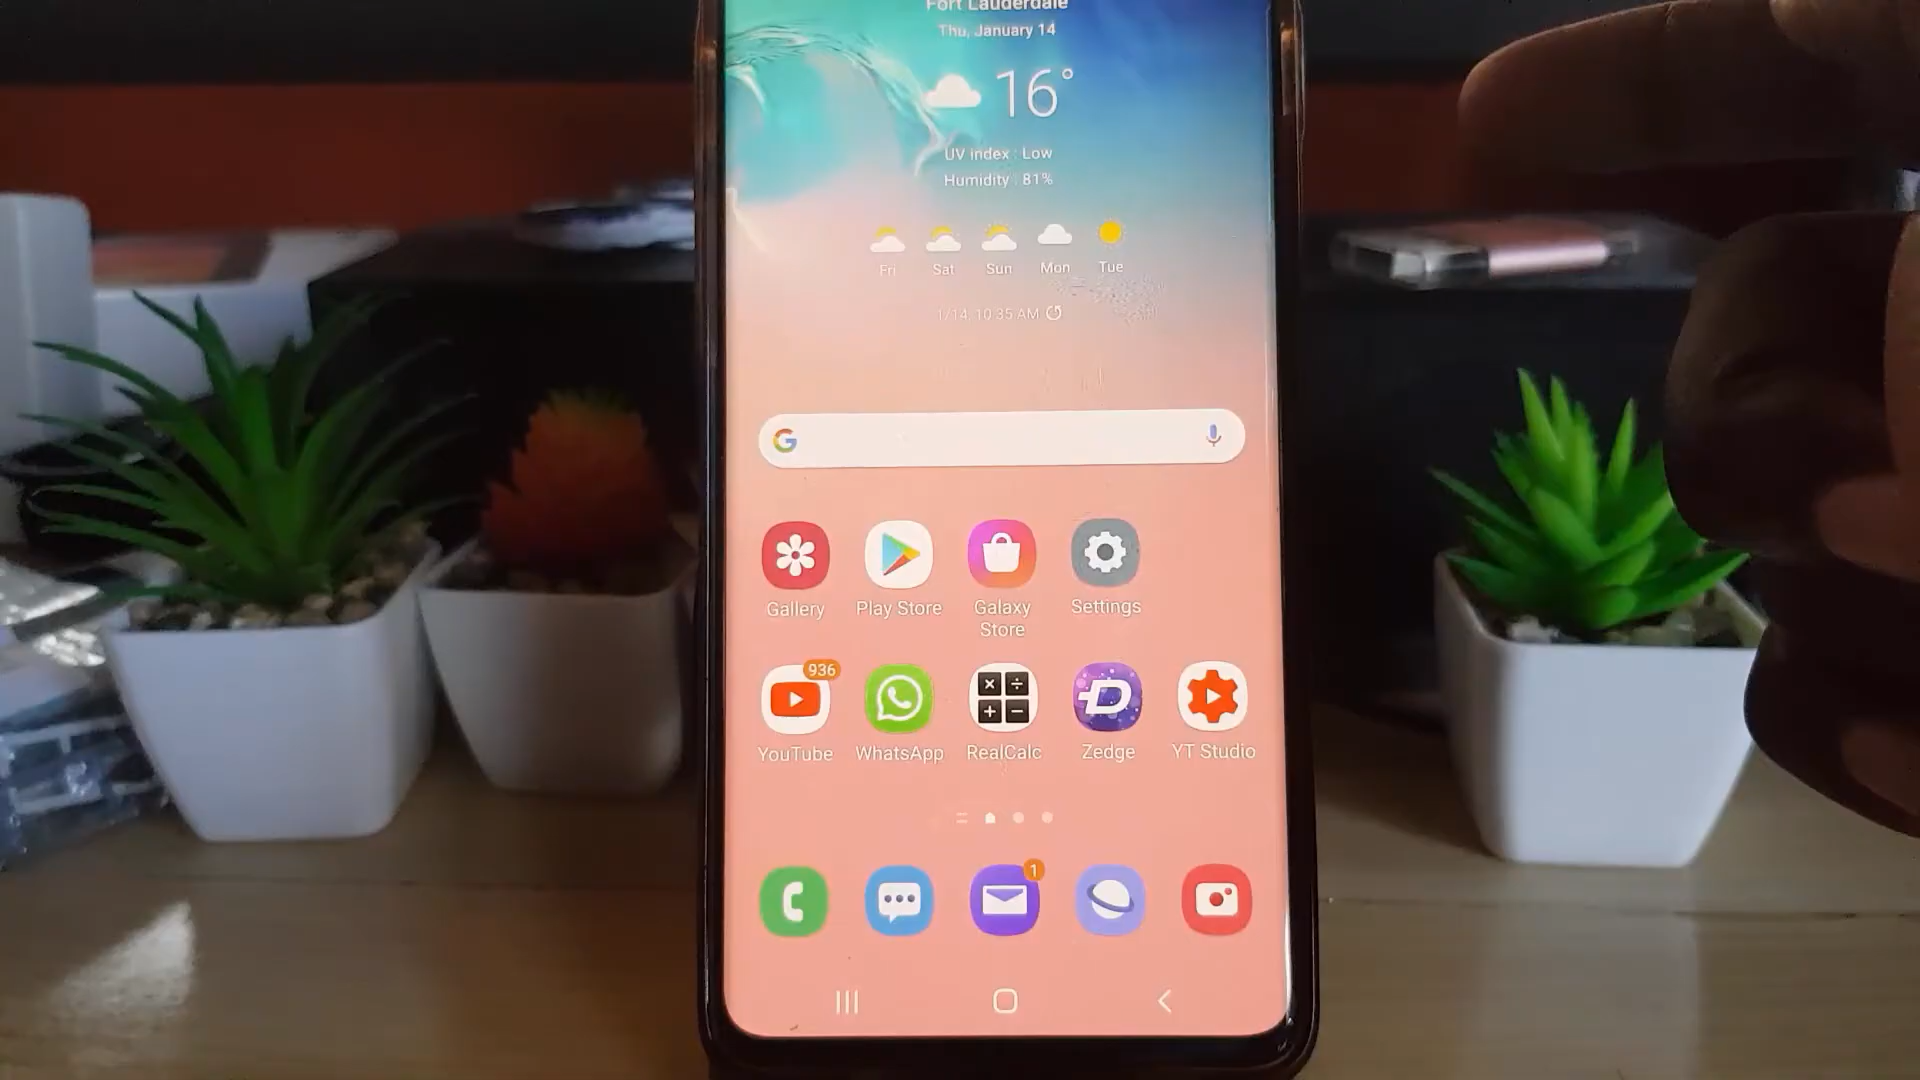 Fort Lauderdale
Thu, January 14
16°
UV index : Low
Humidity : 81%
Fri Sat Sun Mon Tue
1/14, 10:35 AM
G
Gallery Play Store Galaxy Store Settings
936
YouTube WhatsApp RealCalc Zedge YT Studio
1